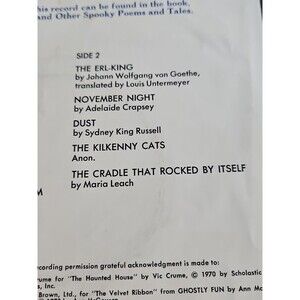 this record can be found in the book,
and Other Spooky Poems and Tales.
SIDE 2
THE ERL-KING
by Johann Wolfgang von Goethe,
translated by Louis Untermeyer
NOVEMBER NIGHT
by Adelaide Crapsey
DUST
by Sydney King Russell
THE KILKENNY CATS
Anon.
THE CRADLE THAT ROCKED BY ITSELF
by Maria Leach
M
ecording permission grateful acknowledgment is made to:
rume for "The Haunted House" by Vic Crume, © 1970 by Scholastic
s, Inc.
Brown, Ltd., for "The Velvet Ribbon" from GHOSTLY FUN by Ann Mc